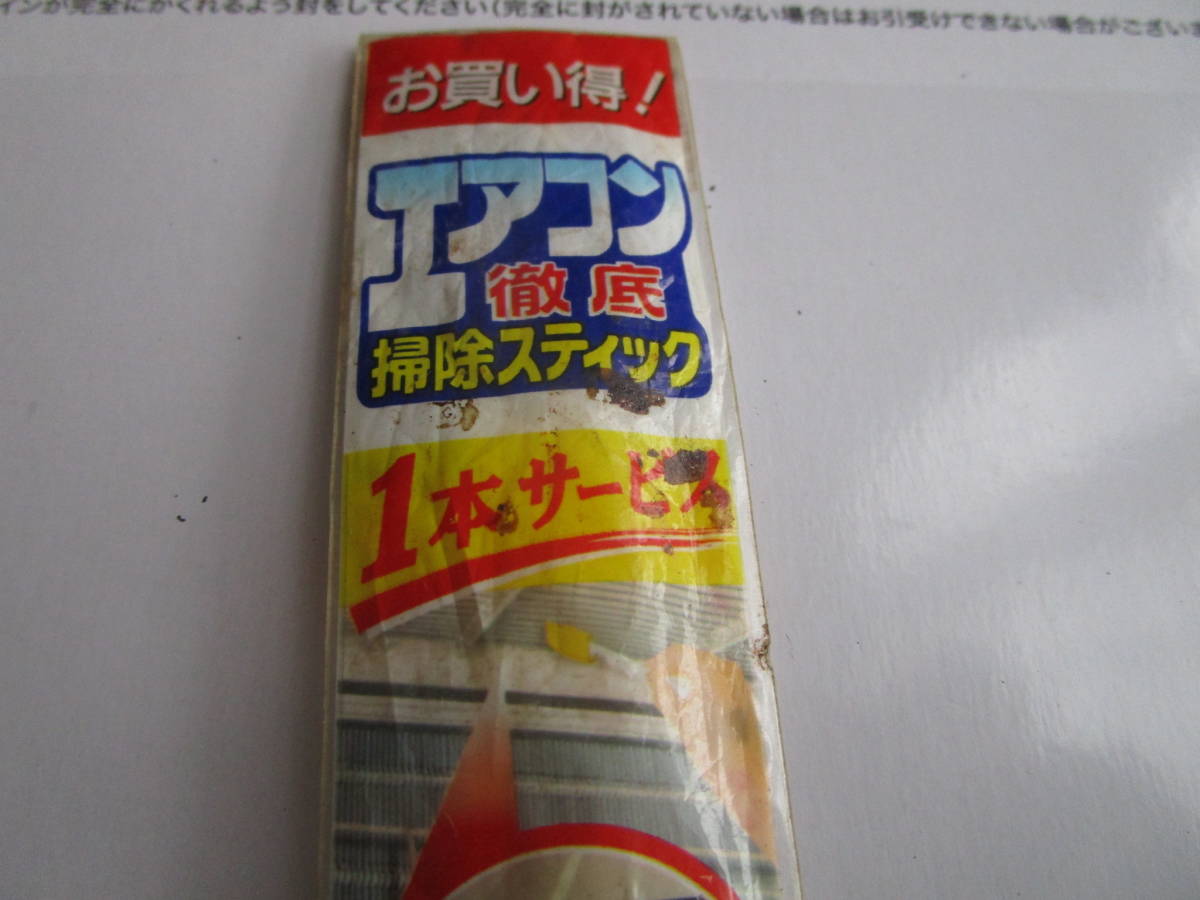 インが完全にかくれるよう封をしてください(完全に封がされていない場合はお引受けできない場合がござい
お買い得!
エアコン
徹底
掃除スティック
1本サービス